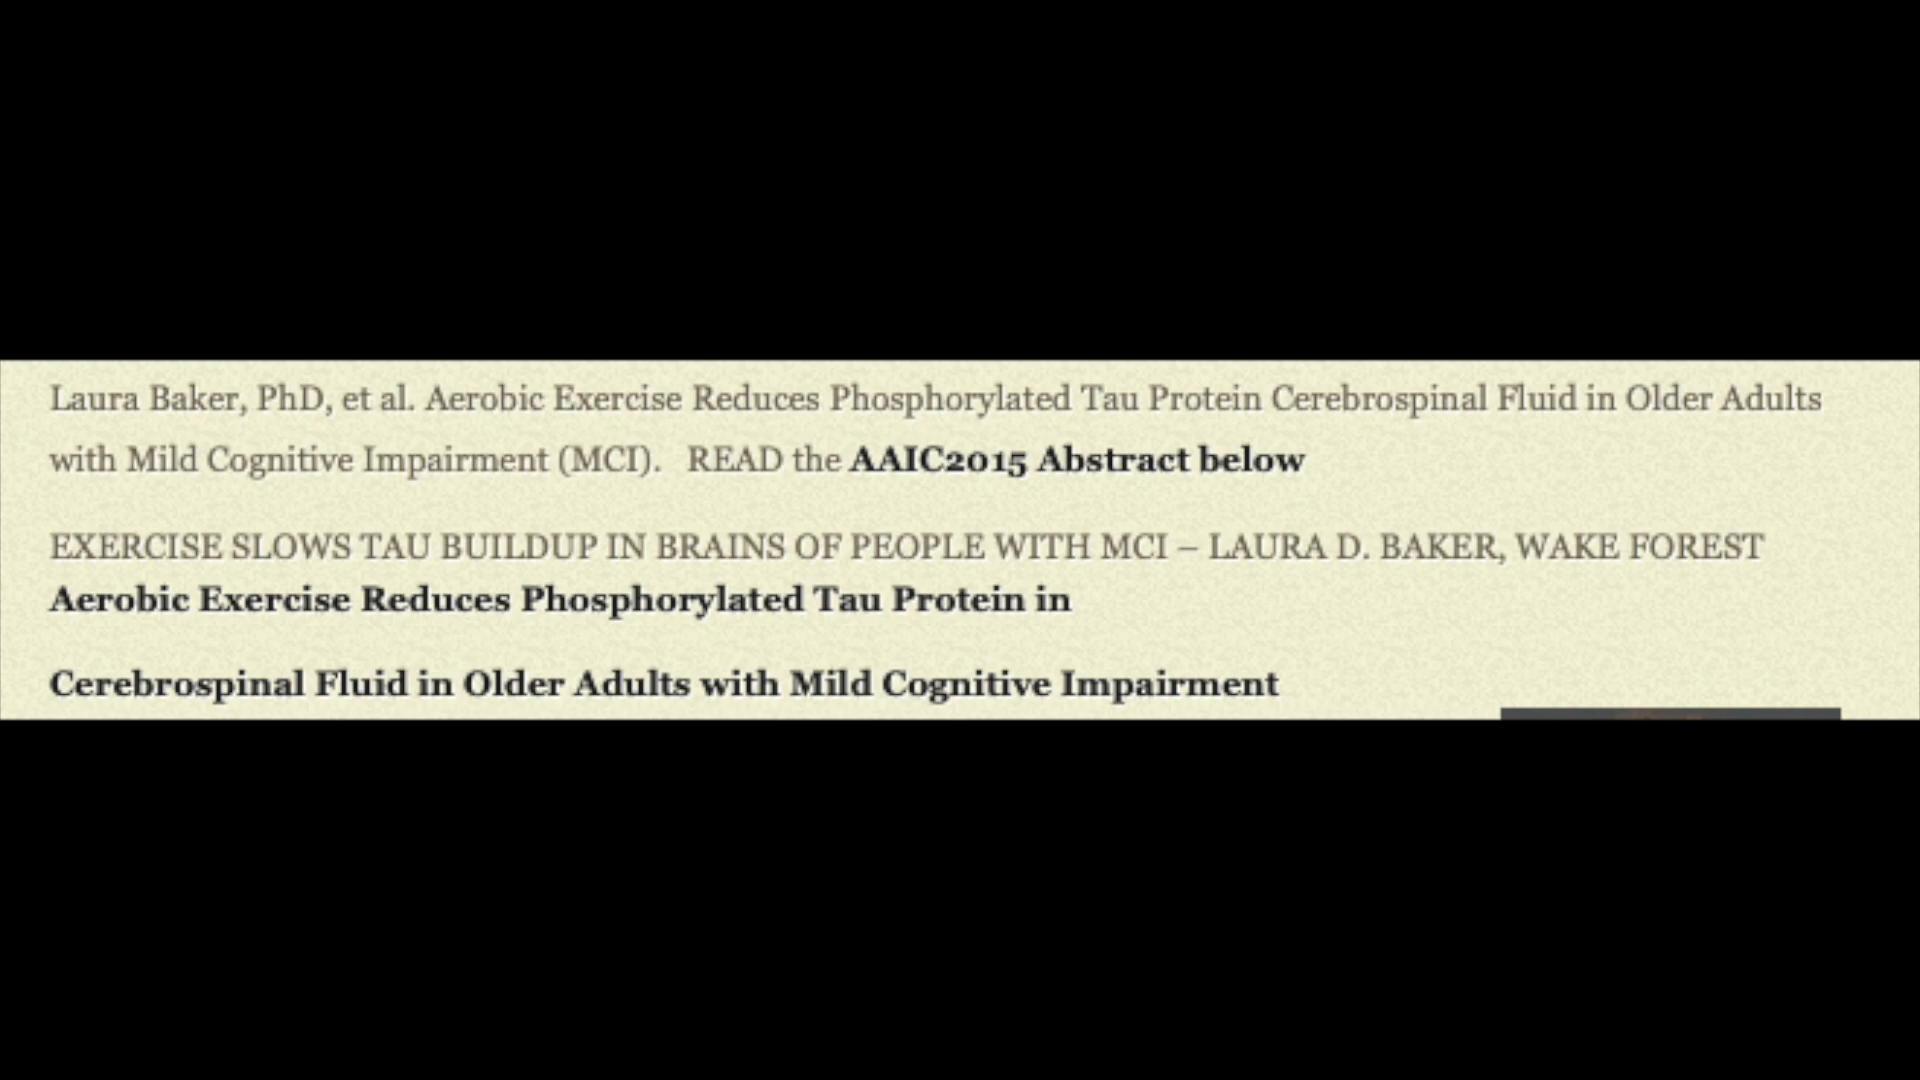 Laura Baker, PhD, et al. Aerobic Exercise Reduces Phosphorylated Tau Protein Cerebrospinal Fluid in Older Adults
with Mild Cognitive Impairment (MCI). READ the AAIC2015 Abstract below
EXERCISE SLOWS TAU BUILDUP IN BRAINS OF PEOPLE WITH MCI – LAURA D. BAKER, WAKE FOREST
Aerobic Exercise Reduces Phosphorylated Tau Protein in
Cerebrospinal Fluid in Older Adults with Mild Cognitive Impairment